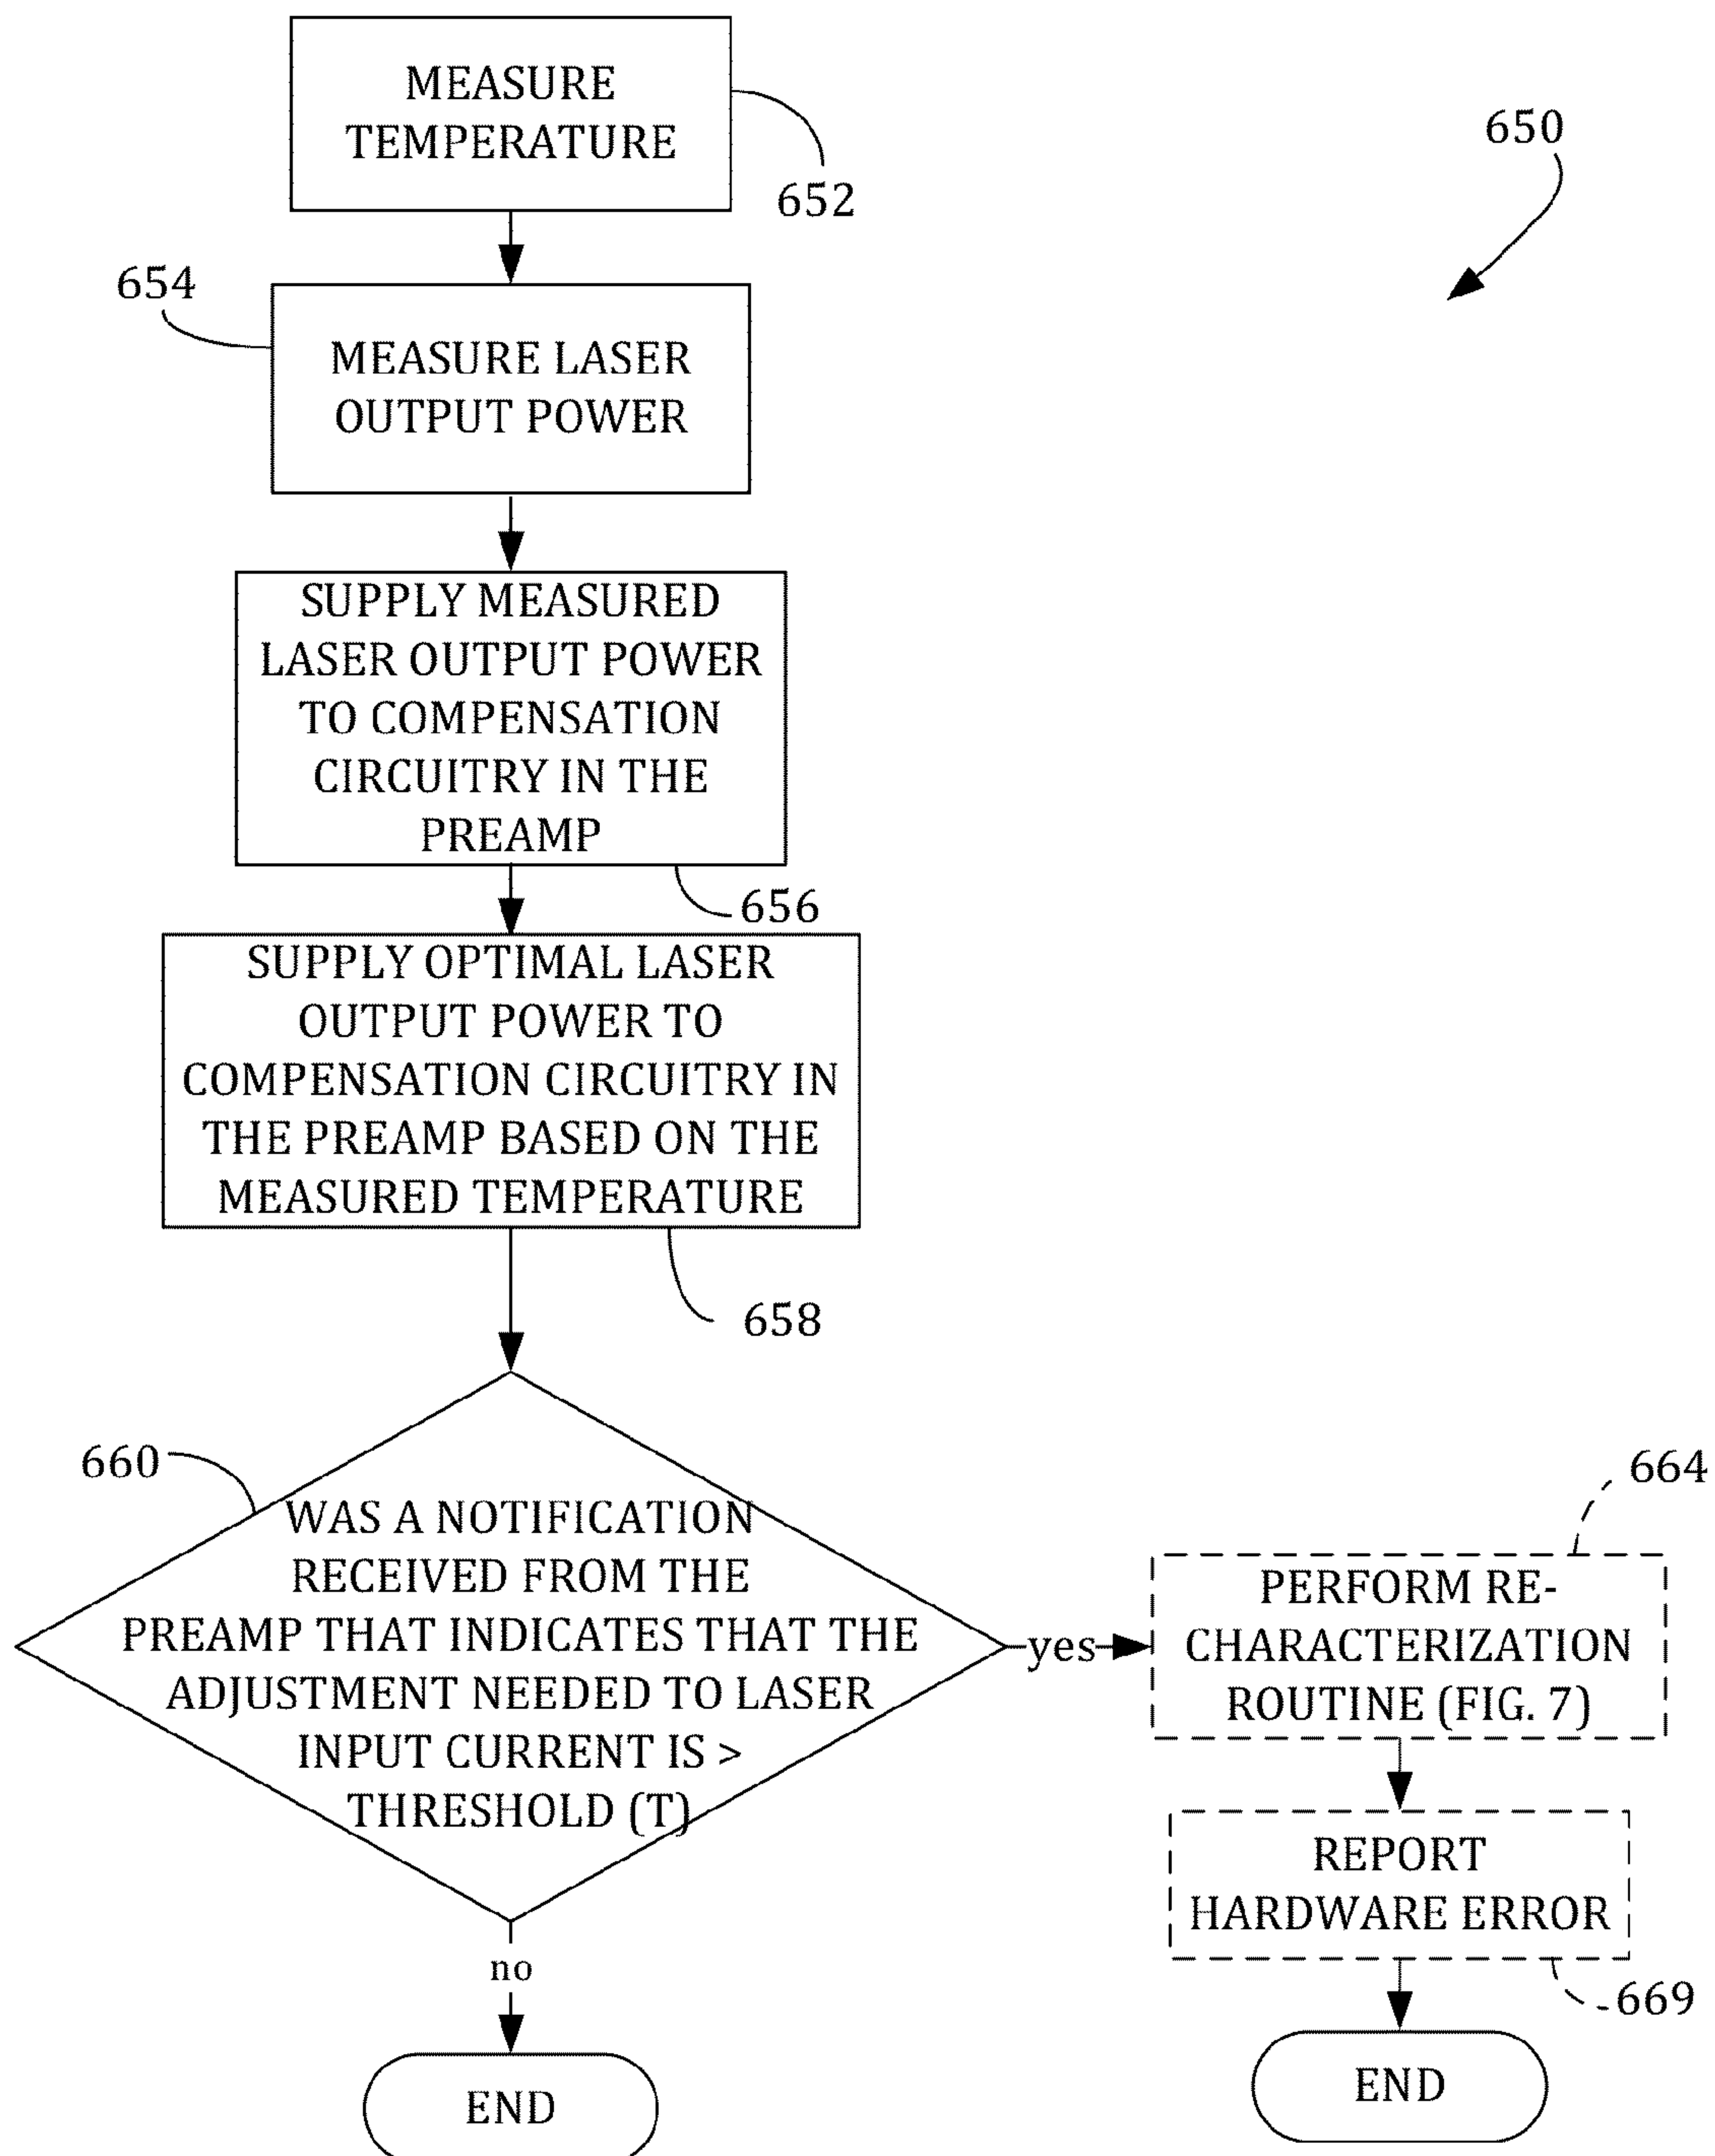 MEASURE
TEMPERATURE
652
650
654
MEASURE LASER
OUTPUT POWER
SUPPLY MEASURED
LASER OUTPUT POWER
TO COMPENSATION
CIRCUITRY IN THE
PREAMP
656
SUPPLY OPTIMAL LASER
OUTPUT POWER TO
COMPENSATION CIRCUITRY IN
THE PREAMP BASED ON THE
MEASURED TEMPERATURE
658
660
WAS A NOTIFICATION
RECEIVED FROM THE
PREAMP THAT INDICATES THAT THE
ADJUSTMENT NEEDED TO LASER
INPUT CURRENT IS >
THRESHOLD (T)
yes
664
PERFORM RE-
CHARACTERIZATION
ROUTINE (FIG. 7)
REPORT
HARDWARE ERROR
669
END
no
END